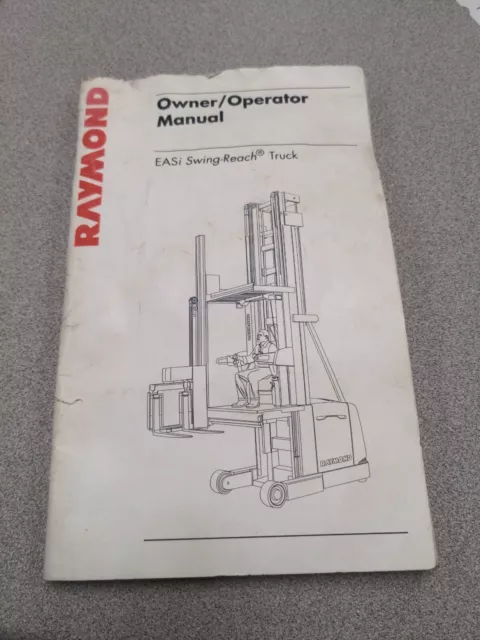 RAYMOND
Owner/Operator
Manual
EASi Swing-Reach® Truck
RAYMOND